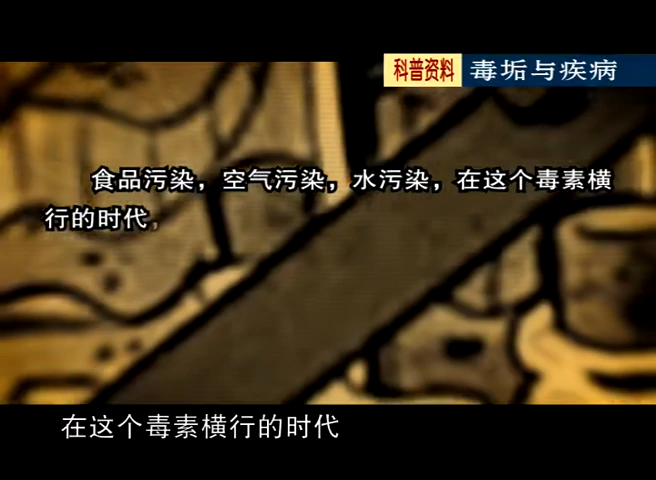 科普资料 毒垢与疾病
食品污染，空气污染，水污染，在这个毒素横
行的时代，
在这个毒素横行的时代